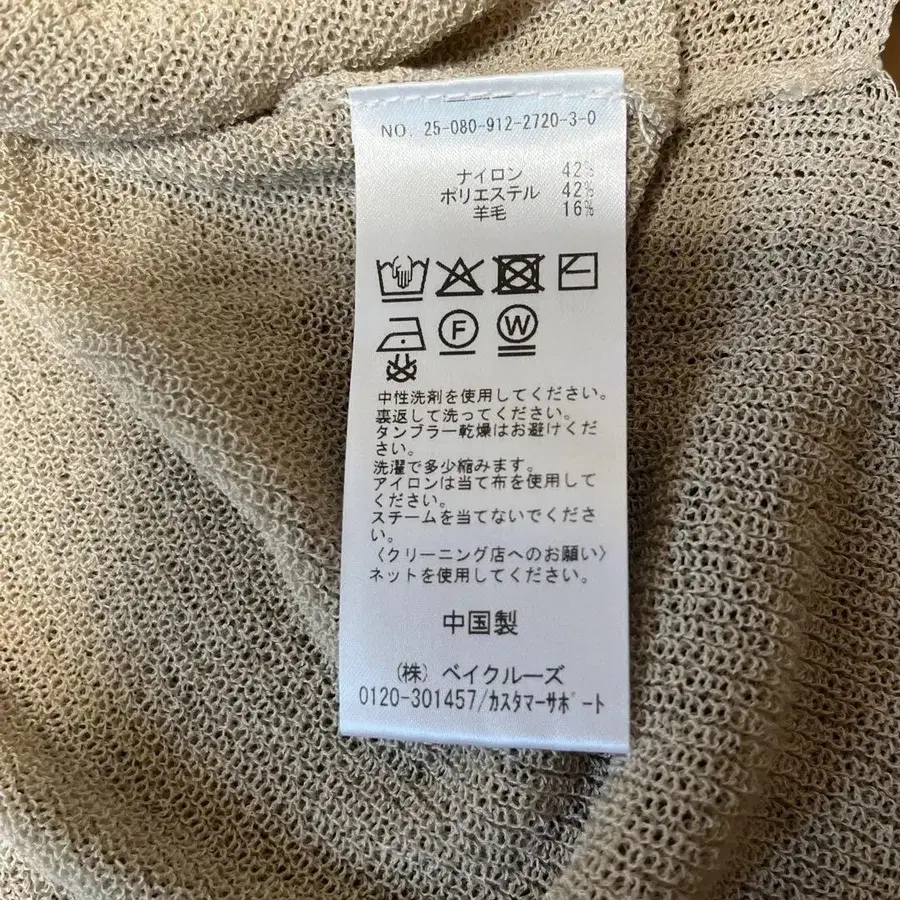 NO. 25-080-912-2720-3-0
ナイロン 42%
ポリエステル 42%
羊毛 16%
F W
中性洗剤を使用してください。
裏返して洗ってください。
タンブラー乾燥はお避けくだ
さい。
洗濯で多少縮みます。
アイロンは当て布を使用して
ください。
スチームを当てないでくださ
い。
〈クリーニング店へのお願い〉
ネットを使用してください。
中国製
(株) ベイクルーズ
0120-301457/カスタマーサポート